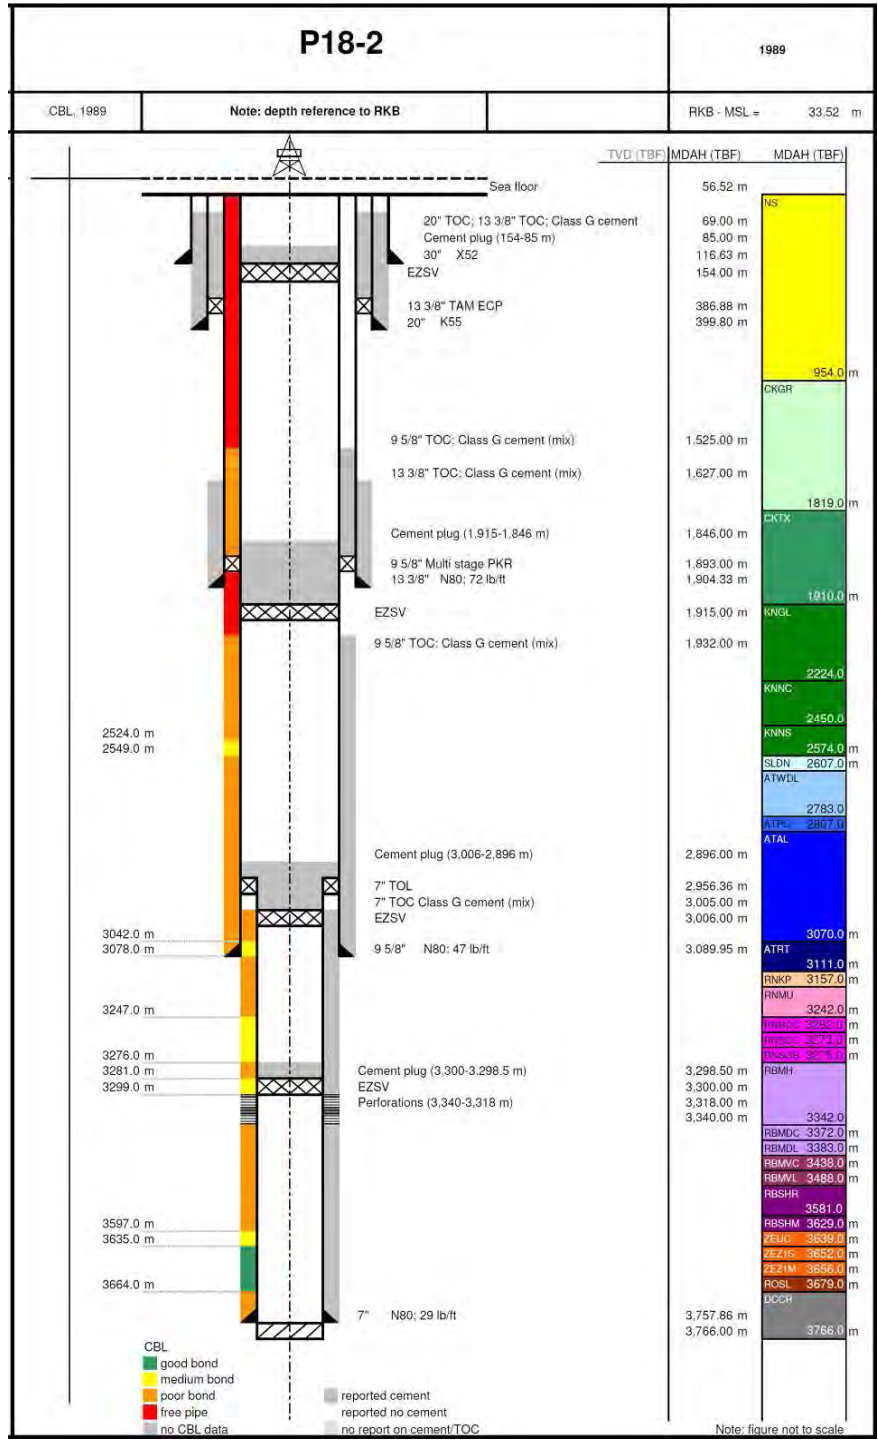 P18-2
1989
CBL, 1989
Note: depth reference to RKB
RKB - MSL = 33.52 m
TVD (TBF) MDAH (TBF) MDAH (TBF)
Sea floor 56.52 m
NS
20" TOC; 13 3/8" TOC; Class G cement 69.00 m
Cement plug (154-85 m) 85.00 m
30" X52 116.63 m
EZSV 154.00 m
13 3/8" TAM ECP 386.88 m
20" K55 399.80 m
954.0 m
CKGR
9 5/8" TOC; Class G cement (mix) 1,525.00 m
13 3/8" TOC; Class G cement (mix) 1,627.00 m
1819.0 m
CKTX
Cement plug (1,915-1,846 m) 1,846.00 m
9 5/8" Multi stage PKR 1,893.00 m
13 3/8" N80; 72 lb/ft 1,904.33 m
1910.0 m
EZSV 1,915.00 m
KNGL
9 5/8" TOC; Class G cement (mix) 1,932.00 m
2224.0
KNNC
2450.0
2524.0 m
KNNS
2549.0 m
2574.0 m
SLDN 2607.0 m
ATWDL
2783.0
ATPO 2807.0
ATAL
Cement plug (3,006-2,896 m) 2,896.00 m
7" TOL 2,956.36 m
7" TOC Class G cement (mix) 3,005.00 m
EZSV 3,006.00 m
3042.0 m
3070.0 m
3078.0 m
9 5/8" N80; 47 lb/ft 3,089.95 m
ATRT
3111.0 m
RNKP 3157.0 m
RNMU
3247.0 m
3242.0 m
3262.0 m
3273.0 m
3276.0 m
m
3281.0 m
Cement plug (3,300-3,298.5 m) 3,298.50 m
RBMH
3299.0 m
EZSV 3,300.00 m
Perforations (3,340-3,318 m) 3,318.00 m
3,340.00 m
3342.0
RBMDC 3372.0 m
RBMDL 3383.0 m
RBMVC 3438.0 m
RBMVL 3488.0 m
RBSHR
3581.0
3597.0 m
RBSHM 3629.0 m
3635.0 m
ZEUC 3639.0 m
ZEZ1S 3652.0 m
ZEZ1M 3656.0 m
3664.0 m
ROSL 3679.0 m
DCCR
7" N80; 29 lb/ft 3,757.86 m
3,766.00 m
3766.0 m
CBL
good bond
medium bond
poor bond
free pipe
no CBL data
reported cement
reported no cement
no report on cement/TOC
Note: figure not to scale